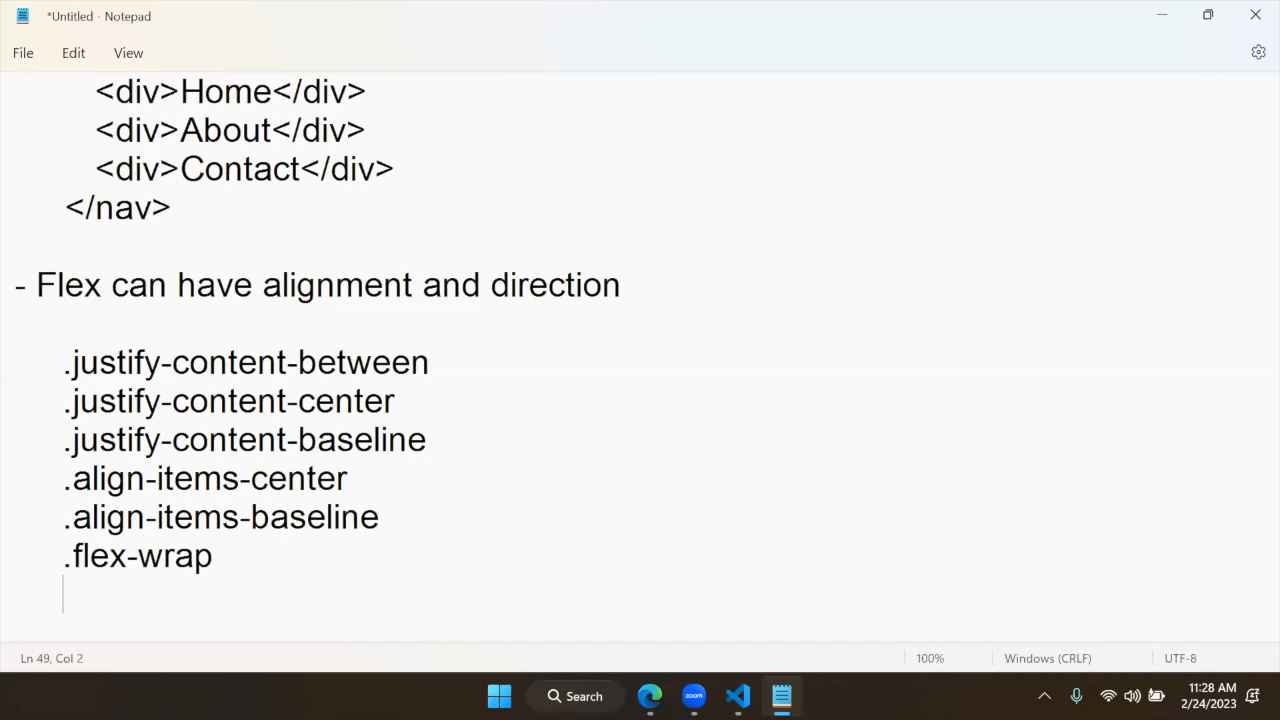 *Untitled - Notepad
File Edit View
<div>Home</div>
<div>About</div>
<div>Contact</div>
</nav>
- Flex can have alignment and direction
.justify-content-between
.justify-content-center
.justify-content-baseline
.align-items-center
.align-items-baseline
.flex-wrap
Ln 49, Col 2 100% Windows (CRLF) UTF-8
Search zoom 11:28 AM
2/24/2023